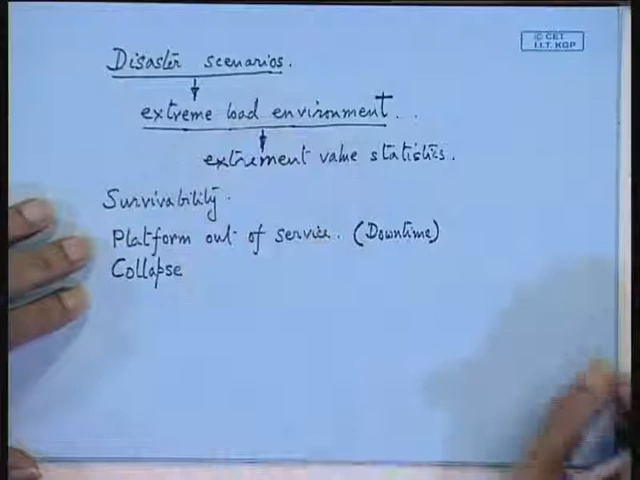 © CET
I.I.T. KGP
Disaster scenarios.
extreme load environment . .
extrement value statistics.
Survivability.
Platform out of service. (Downtime)
Collapse